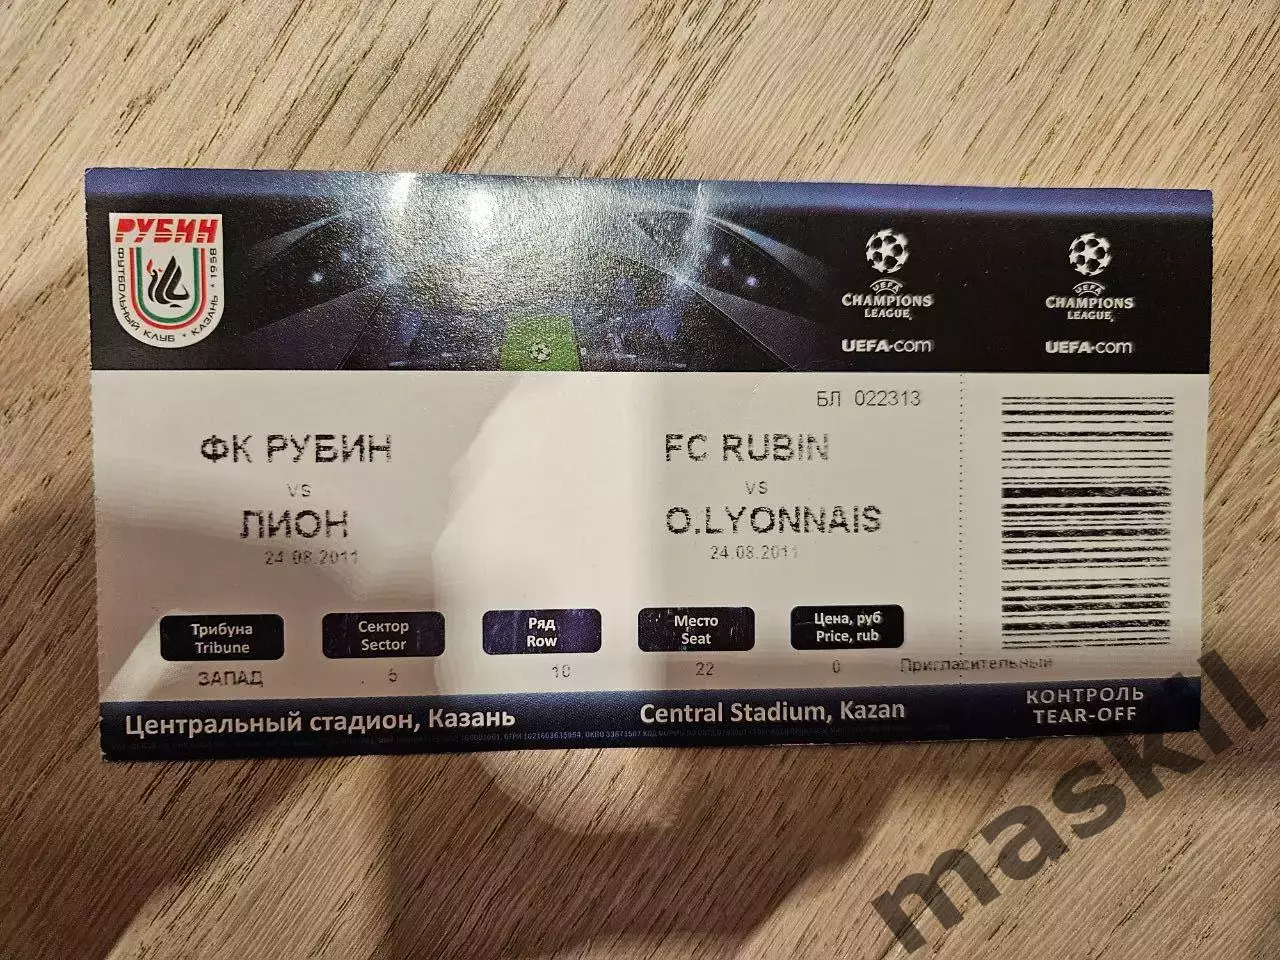 РУБИН
ФУТБОЛЬНЫЙ КЛУБ • КАЗАНЬ • 1958
UEFA
CHAMPIONS
LEAGUE
UEFA.com
UEFA
CHAMPIONS
LEAGUE
UEFA.com
БЛ 022313
ФК РУБИН
vs
ЛИОН
24.08.2011
FC RUBIN
vs
O.LYONNAIS
24.08.2011
Трибуна
Tribune
ЗАПАД
Сектор
Sector
5
Ряд
Row
10
Место
Seat
22
Цена, руб
Price, rub
0
Пригласительный
Центральный стадион, Казань
Central Stadium, Kazan
КОНТРОЛЬ
TEAR-OFF
maskil